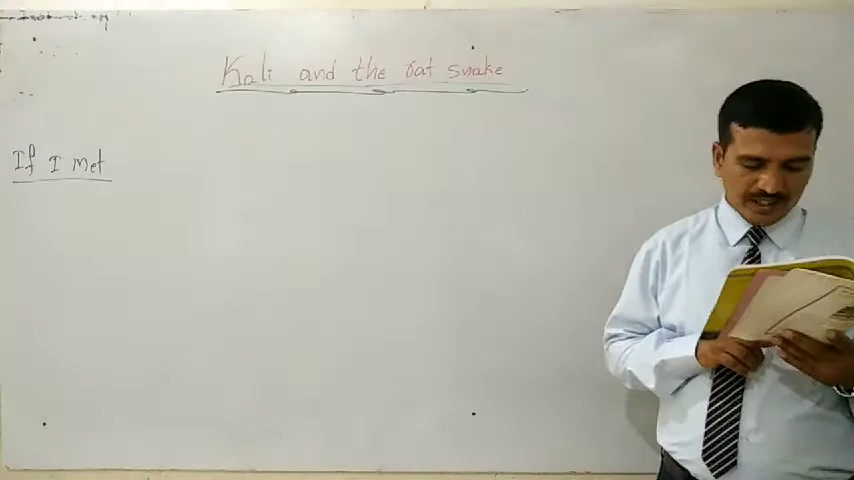 Kali and the rat snake
If I met